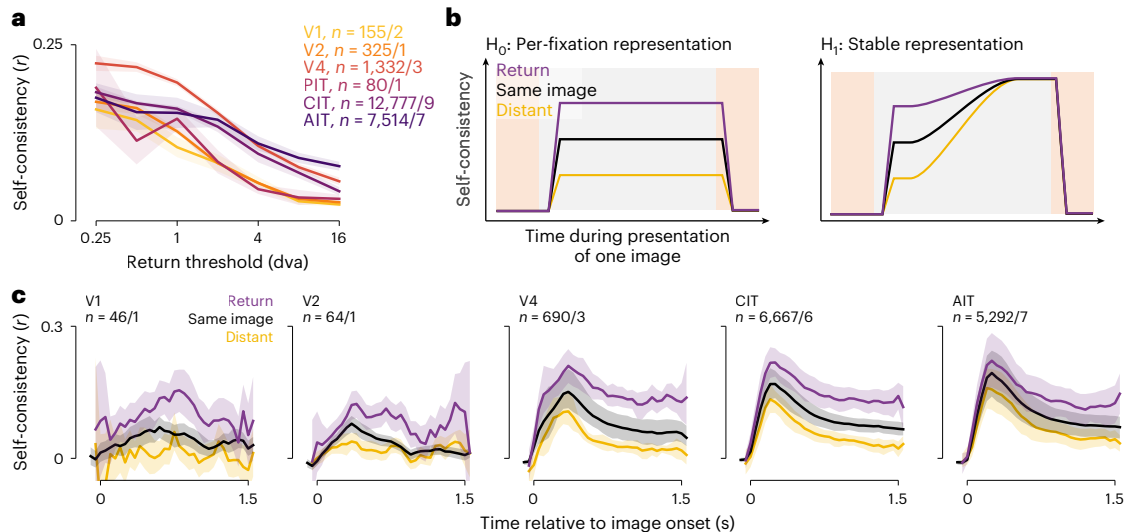 a
V1, n = 155/2
V2, n = 325/1
V4, n = 1,332/3
PIT, n = 80/1
CIT, n = 12,777/9
AIT, n = 7,514/7
0.25
0
Self-consistency (r)
0.25
1
4
16
Return threshold (dva)
b
H₀: Per-fixation representation
Return
Same image
Distant
Self-consistency
Time during presentation
of one image
H₁: Stable representation
c
V1
n = 46/1
Return
Same image
Distant
0.3
0
Self-consistency (r)
0
1.5
V2
n = 64/1
0
1.5
V4
n = 690/3
0
1.5
CIT
n = 6,667/6
0
1.5
AIT
n = 5,292/7
0
1.5
Time relative to image onset (s)